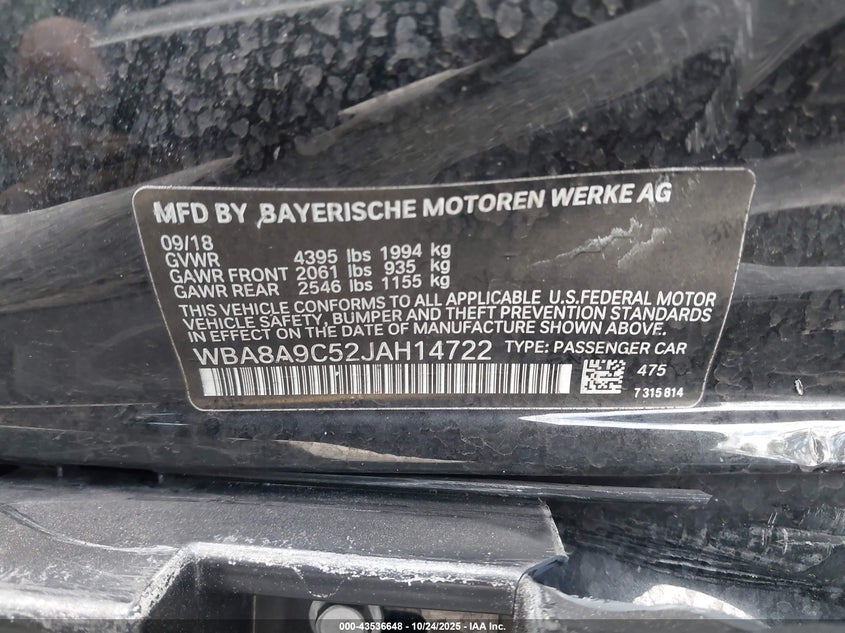 MFD BY BAYERISCHE MOTOREN WERKE AG
09/18
GVWR 4395 lbs 1994 kg
GAWR FRONT 2061 lbs 935 kg
GAWR REAR 2546 lbs 1155 kg
THIS VEHICLE CONFORMS TO ALL APPLICABLE U.S.FEDERAL MOTOR
VEHICLE SAFETY, BUMPER AND THEFT PREVENTION STANDARDS
IN EFFECT ON THE DATE OF MANUFACTURE SHOWN ABOVE.
WBA8A9C52JAH14722 TYPE: PASSENGER CAR
475
7 315 814
000-43536648 - 10/24/2025 - IAA Inc.